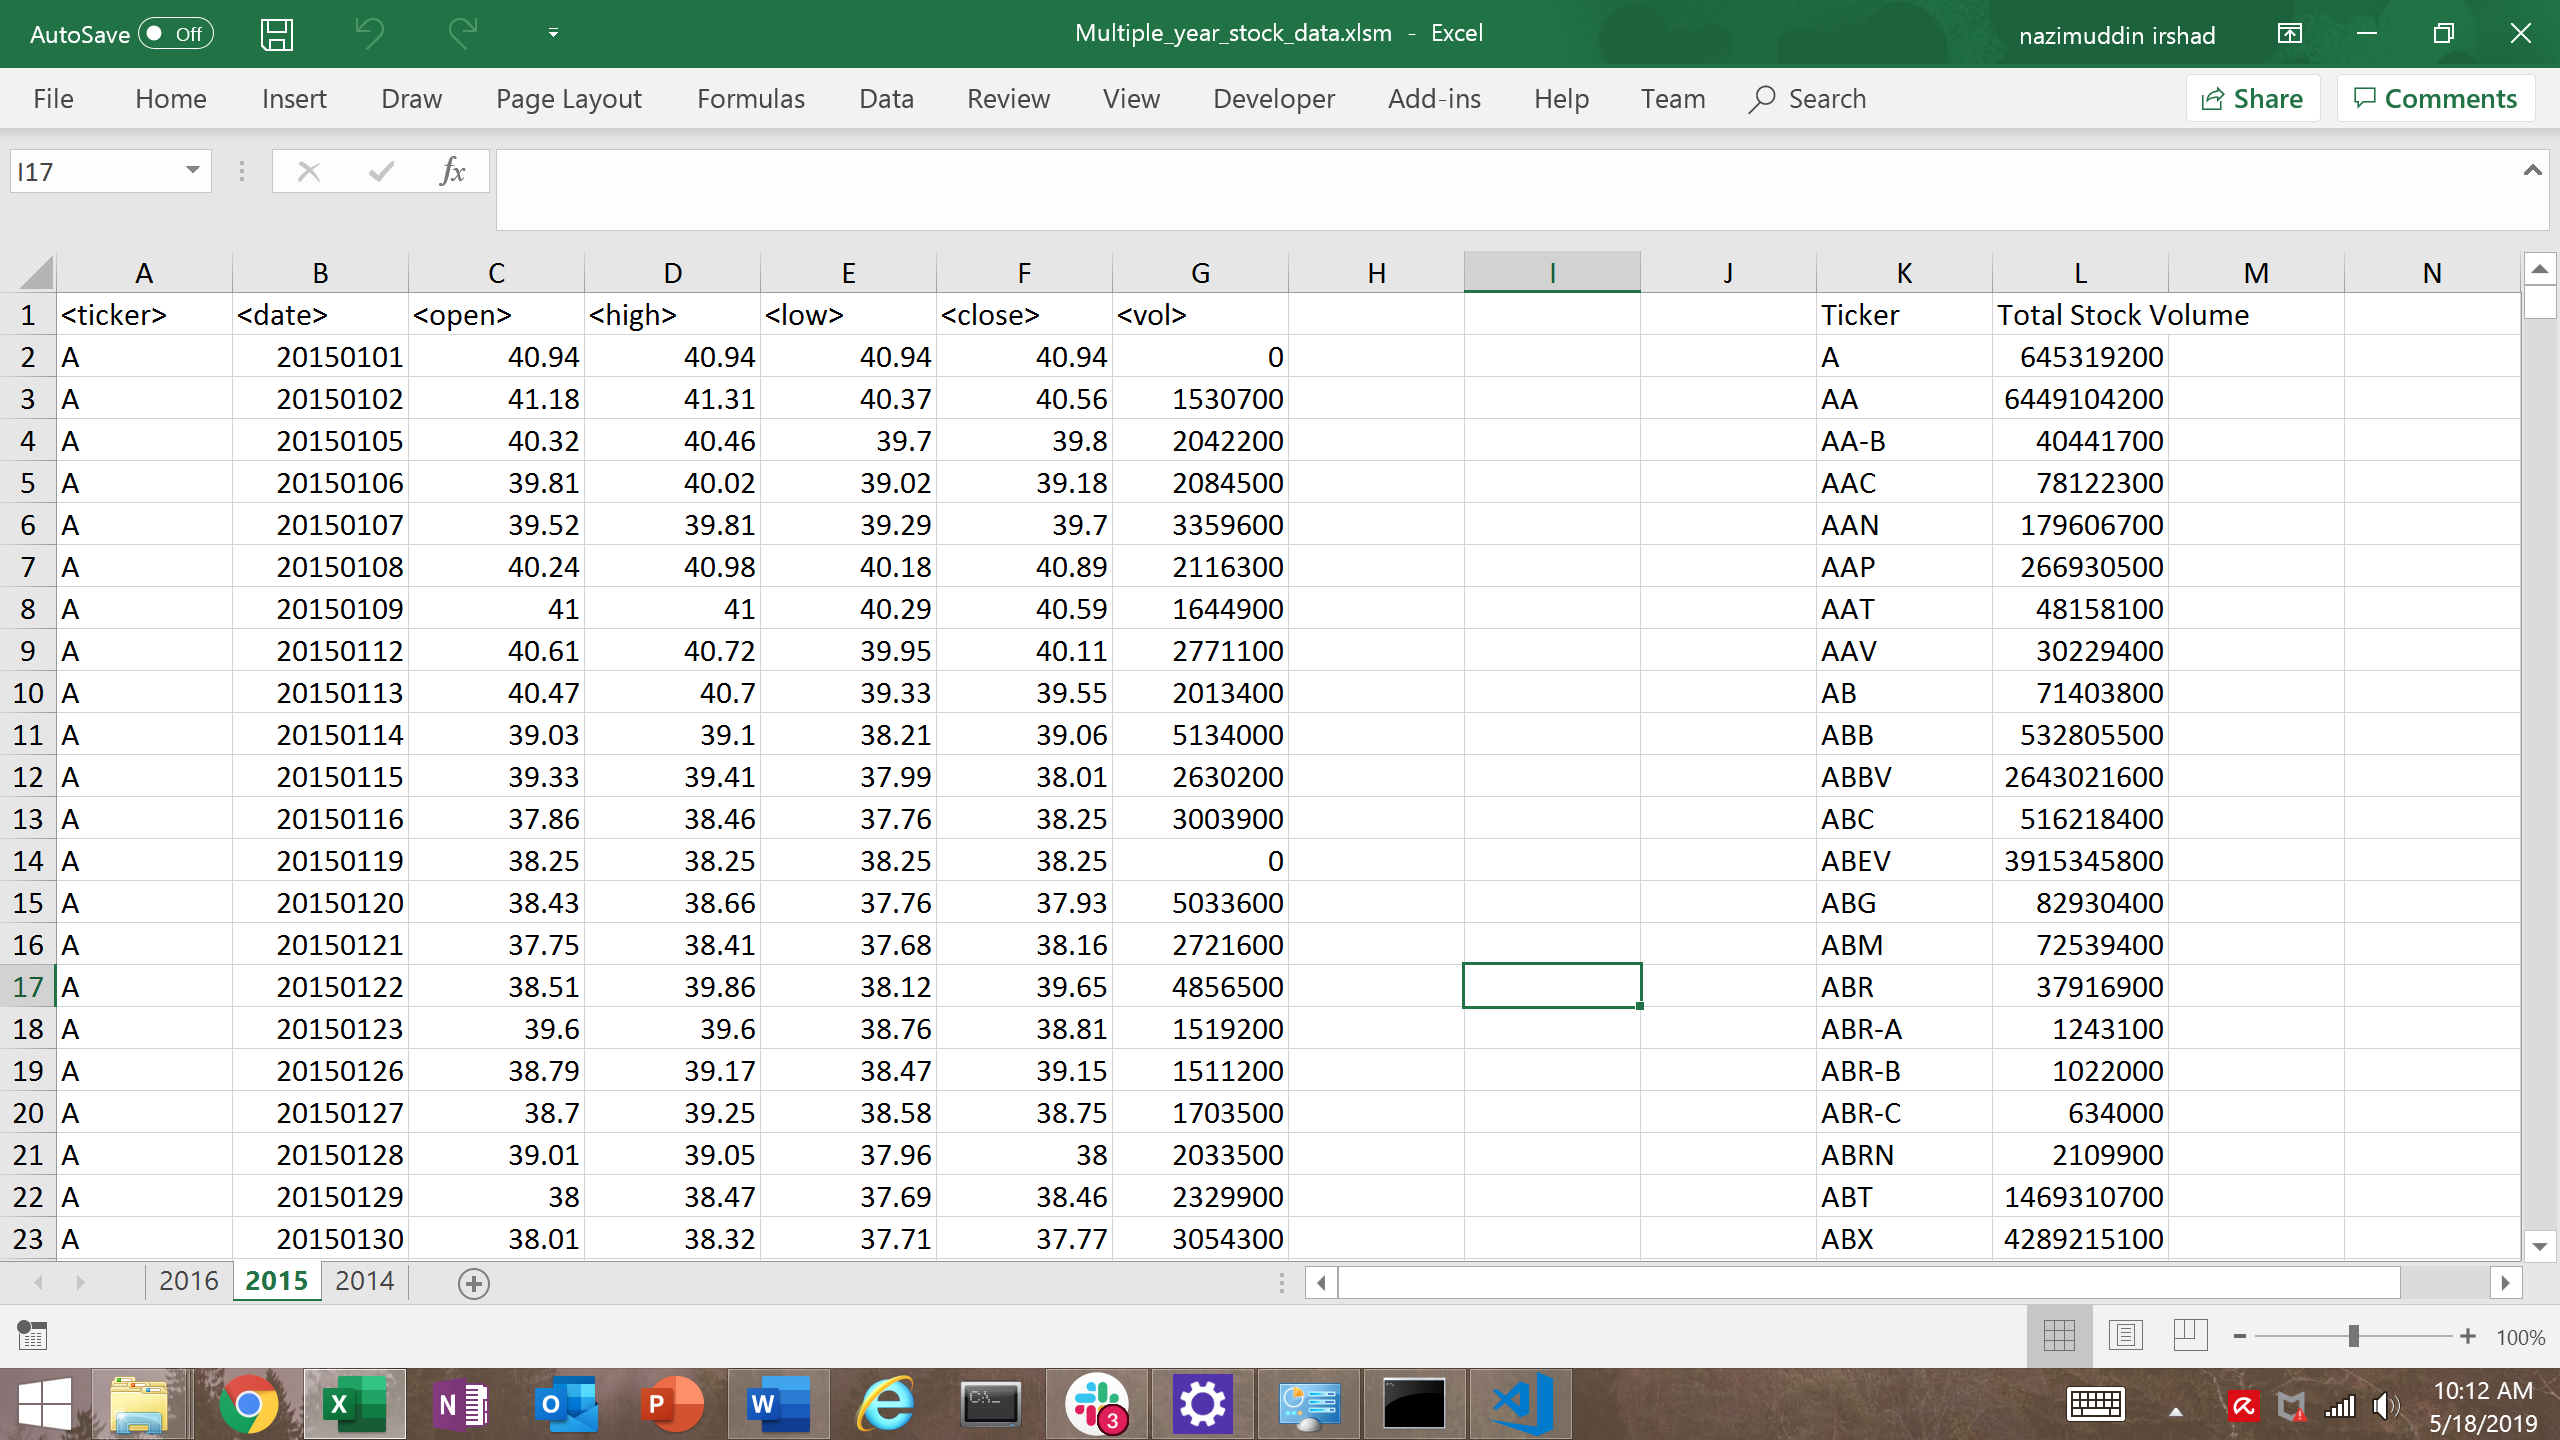 AutoSave Off Multiple_year_stock_data.xlsm - Excel nazimuddin irshad
File Home Insert Draw Page Layout Formulas Data Review View Developer Add-ins Help Team Search Share Comments
I17 fx
A B C D E F G H I J K L M N
1 <ticker> <date> <open> <high> <low> <close> <vol> Ticker Total Stock Volume
2 A 20150101 40.94 40.94 40.94 40.94 0 A 645319200
3 A 20150102 41.18 41.31 40.37 40.56 1530700 AA 6449104200
4 A 20150105 40.32 40.46 39.7 39.8 2042200 AA-B 40441700
5 A 20150106 39.81 40.02 39.02 39.18 2084500 AAC 78122300
6 A 20150107 39.52 39.81 39.29 39.7 3359600 AAN 179606700
7 A 20150108 40.24 40.98 40.18 40.89 2116300 AAP 266930500
8 A 20150109 41 41 40.29 40.59 1644900 AAT 48158100
9 A 20150112 40.61 40.72 39.95 40.11 2771100 AAV 30229400
10 A 20150113 40.47 40.7 39.33 39.55 2013400 AB 71403800
11 A 20150114 39.03 39.1 38.21 39.06 5134000 ABB 532805500
12 A 20150115 39.33 39.41 37.99 38.01 2630200 ABBV 2643021600
13 A 20150116 37.86 38.46 37.76 38.25 3003900 ABC 516218400
14 A 20150119 38.25 38.25 38.25 38.25 0 ABEV 3915345800
15 A 20150120 38.43 38.66 37.76 37.93 5033600 ABG 82930400
16 A 20150121 37.75 38.41 37.68 38.16 2721600 ABM 72539400
17 A 20150122 38.51 39.86 38.12 39.65 4856500 ABR 37916900
18 A 20150123 39.6 39.6 38.76 38.81 1519200 ABR-A 1243100
19 A 20150126 38.79 39.17 38.47 39.15 1511200 ABR-B 1022000
20 A 20150127 38.7 39.25 38.58 38.75 1703500 ABR-C 634000
21 A 20150128 39.01 39.05 37.96 38 2033500 ABRN 2109900
22 A 20150129 38 38.47 37.69 38.46 2329900 ABT 1469310700
23 A 20150130 38.01 38.32 37.71 37.77 3054300 ABX 4289215100
2016 2015 2014
100%
X N O P W C:\ 3 10:12 AM
5/18/2019